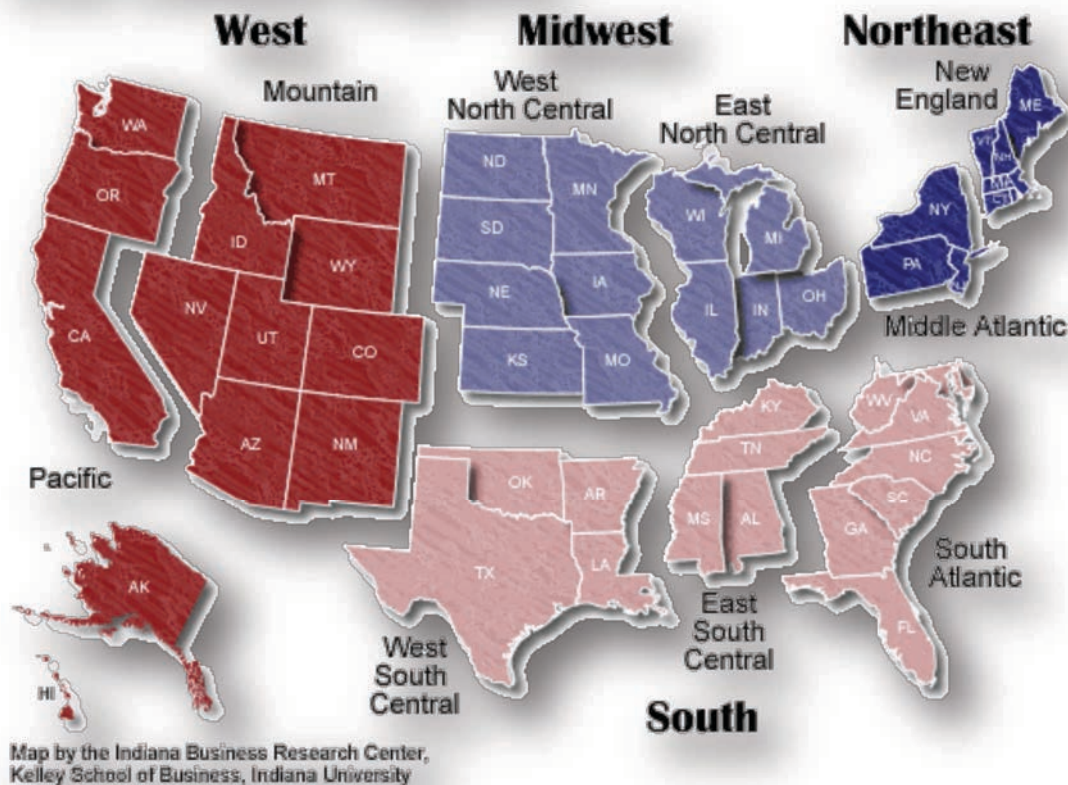 West
Midwest
Northeast
Mountain
West
North Central
East
North Central
New
England
WA
OR
CA
MT
ID
WY
NV
UT
CO
AZ
NM
ND
SD
NE
KS
MN
IA
MO
WI
MI
IL
IN
OH
ME
VT
NH
MA
NY
PA
NJ
Middle Atlantic
Pacific
AK
HI
OK
AR
TX
LA
West
South
Central
KY
TN
MS
AL
East
South
Central
WV
VA
NC
SC
GA
FL
South
Atlantic
South
Map by the Indiana Business Research Center,
Kelley School of Business, Indiana University